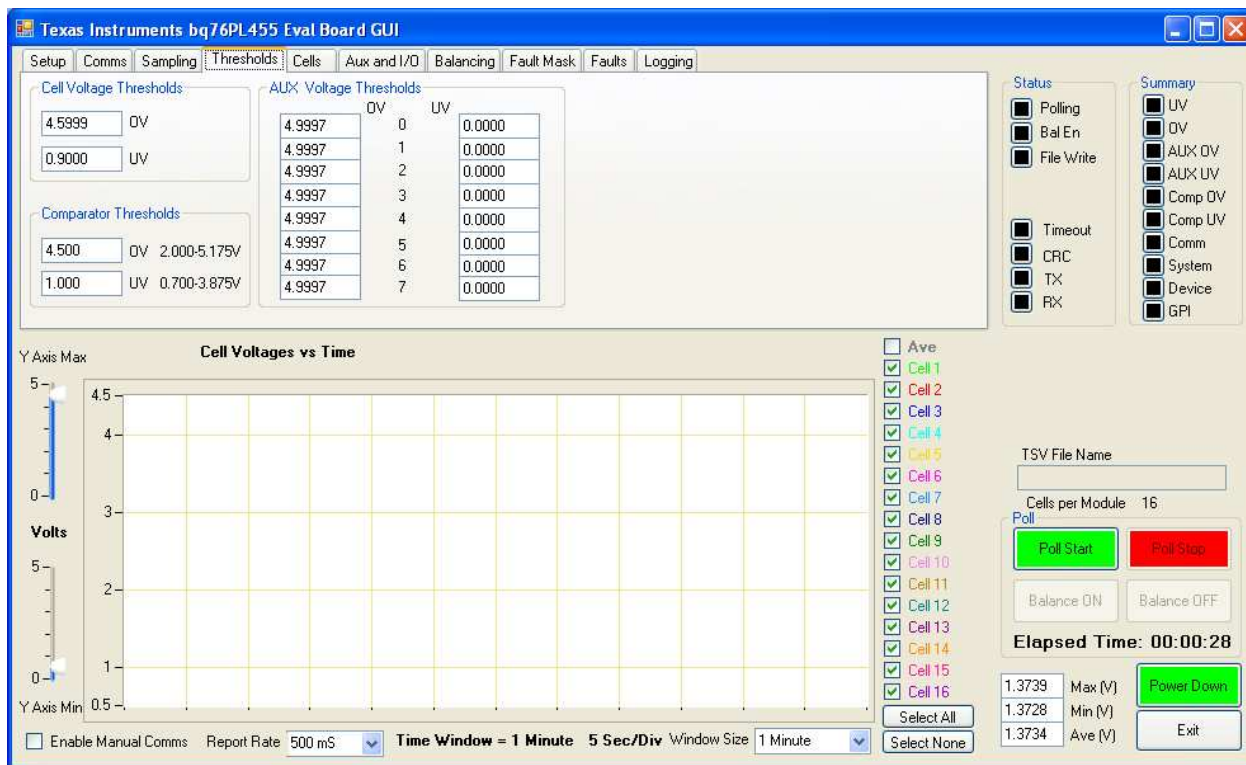 Texas Instruments bq76PL455 Eval Board GUI
Setup Comms Sampling Thresholds Cells Aux and I/O Balancing Fault Mask Faults Logging
Cell Voltage Thresholds
4.5999 OV
0.9000 UV
Comparator Thresholds
4.500 OV 2.000-5.175V
1.000 UV 0.700-3.875V
AUX Voltage Thresholds
OV UV
4.9997 0 0.0000
4.9997 1 0.0000
4.9997 2 0.0000
4.9997 3 0.0000
4.9997 4 0.0000
4.9997 5 0.0000
4.9997 6 0.0000
4.9997 7 0.0000
Status
Polling
Bal En
File Write
Timeout
CRC
TX
RX
Summary
UV
OV
AUX OV
AUX UV
Comp OV
Comp UV
Comm
System
Device
GPI
Y Axis Max
5
0
Volts
5
0
Y Axis Min
Cell Voltages vs Time
4.5
4
3
2
1
0.5
Ave
Cell 1
Cell 2
Cell 3
Cell 4
Cell 5
Cell 6
Cell 7
Cell 8
Cell 9
Cell 10
Cell 11
Cell 12
Cell 13
Cell 14
Cell 15
Cell 16
Select All
Select None
Enable Manual Comms Report Rate 500 mS Time Window = 1 Minute 5 Sec/Div Window Size 1 Minute
TSV File Name
Cells per Module 16
Poll
Poll Start Poll Stop
Balance ON Balance OFF
Elapsed Time: 00:00:28
1.3739 Max (V)
1.3728 Min (V)
1.3734 Ave (V)
Power Down
Exit